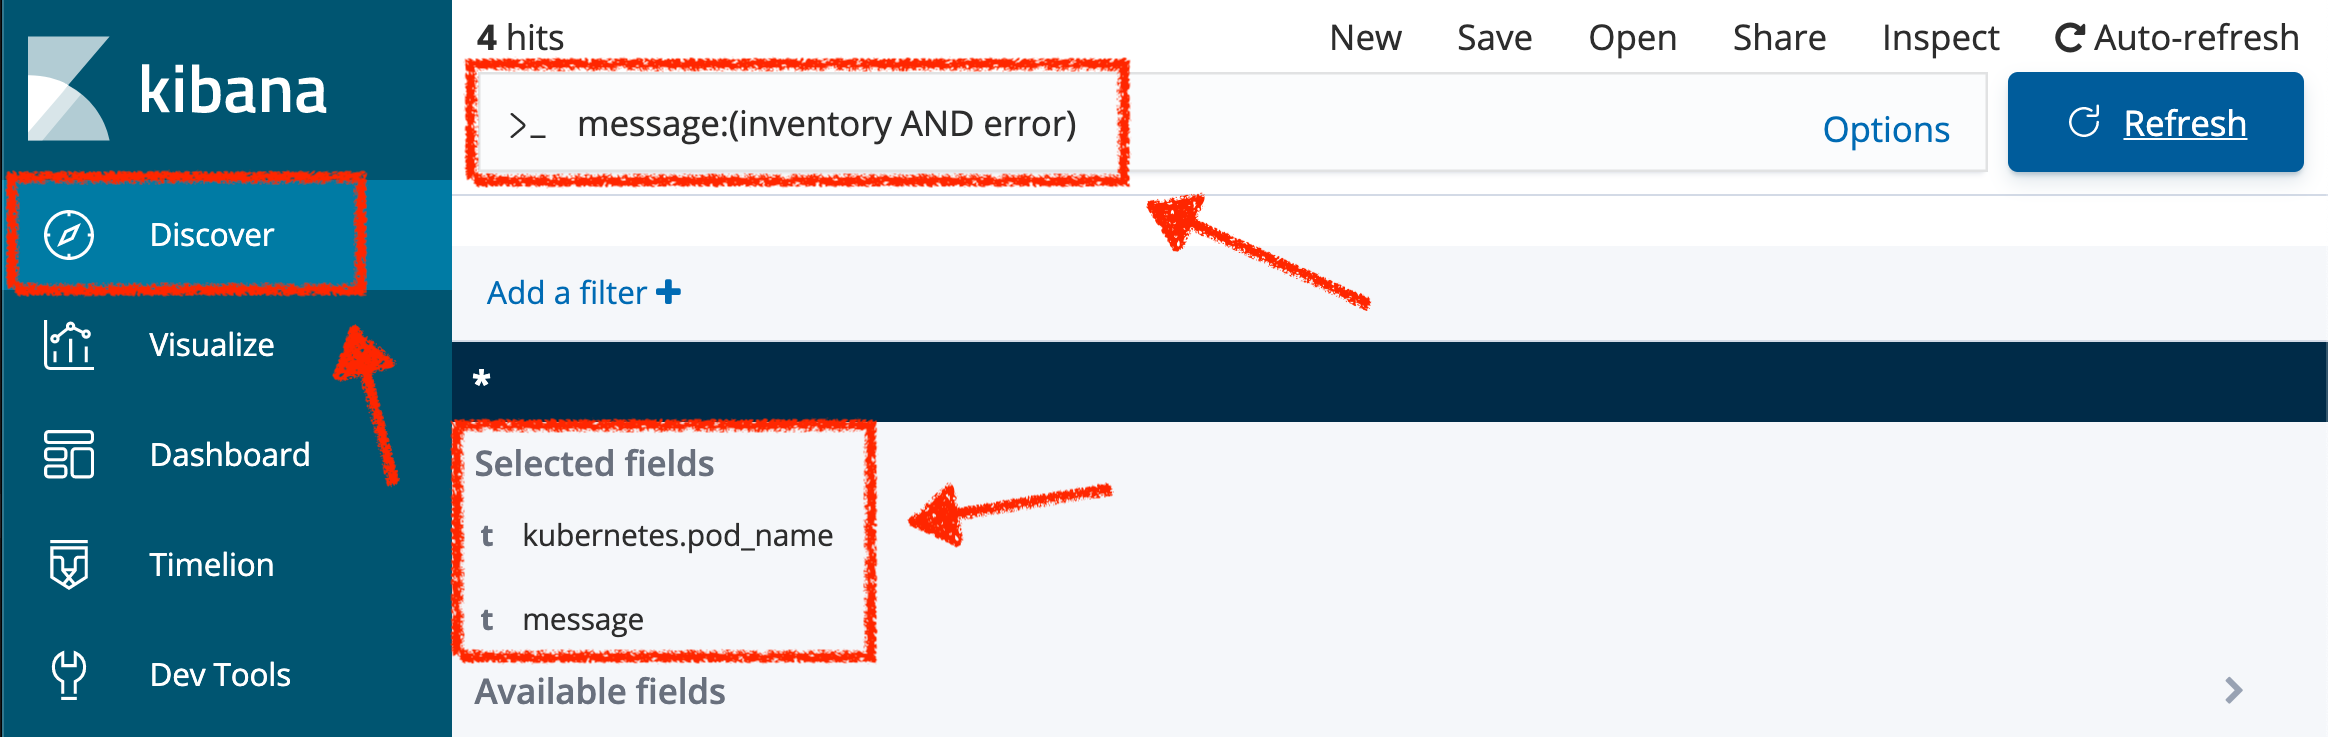 kibana
Discover
Visualize
Dashboard
Timelion
Dev Tools
4 hits
New Save Open Share Inspect Auto-refresh
>_ message:(inventory AND error) Options Refresh
Add a filter +
*
Selected fields
t kubernetes.pod_name
t message
Available fields